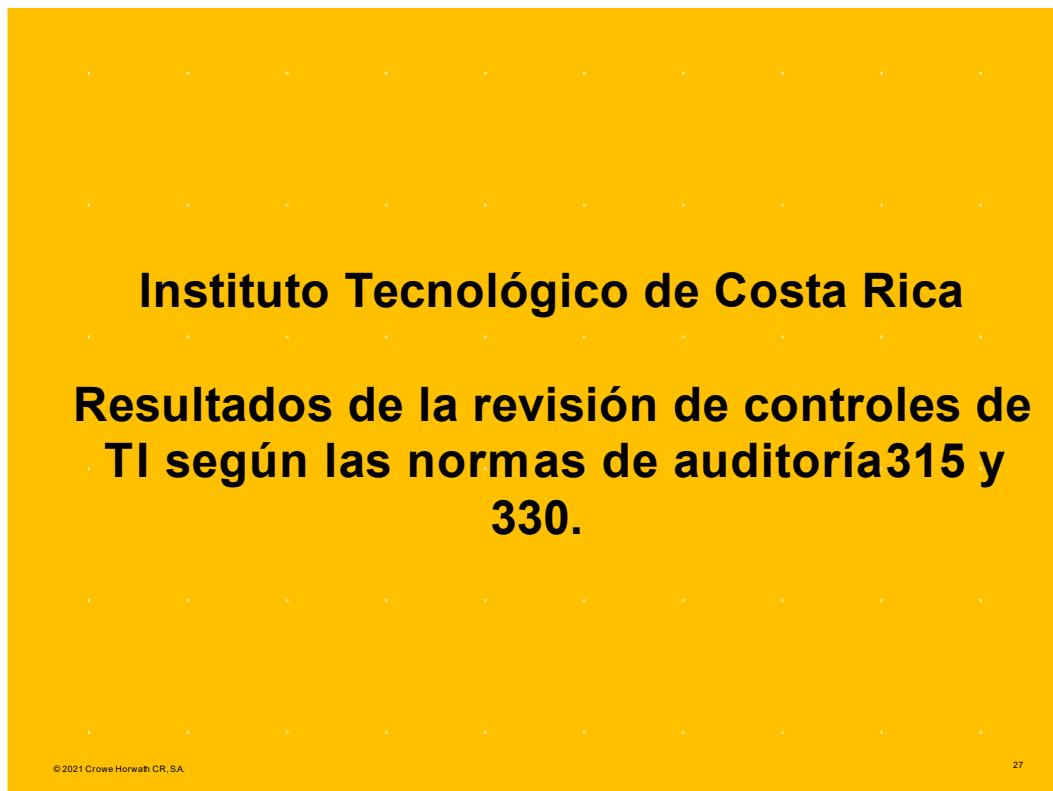 Instituto Tecnológico de Costa Rica
Resultados de la revisión de controles de
TI según las normas de auditoría315 y
330.
© 2021 Crowe Horwath CR, S.A.
27